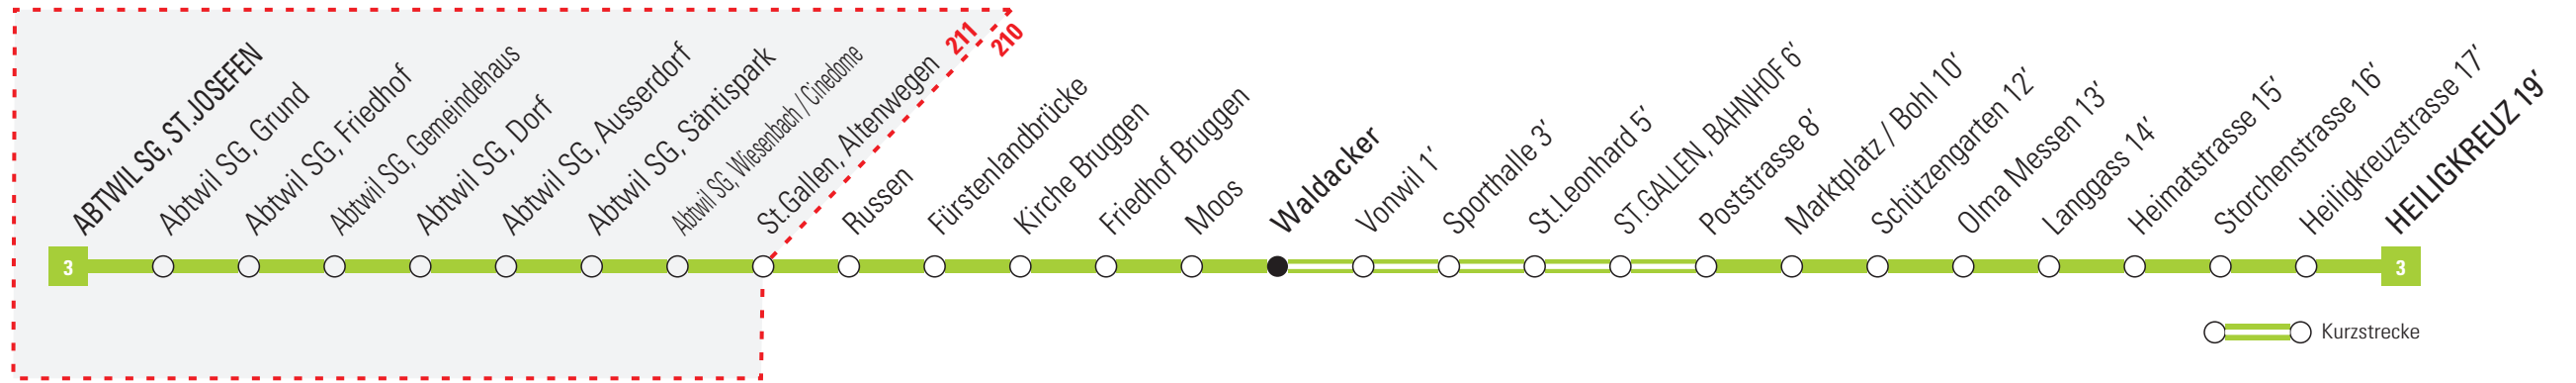 ABTWIL SG, ST.JOSEFEN
Abtwil SG, Grund
Abtwil SG, Friedhof
Abtwil SG, Gemeindehaus
Abtwil SG, Dorf
Abtwil SG, Ausserdorf
Abtwil SG, Säntispark
Abtwil SG, Wiesenbach / Cinedome
St.Gallen, Altenwegen
211
210
Russen
Fürstenlandbrücke
Kirche Bruggen
Friedhof Bruggen
Moos
Waldacker
Vonwil 1’
Sporthalle 3’
St.Leonhard 5’
ST.GALLEN, BAHNHOF 6’
Poststrasse 8’
Marktplatz / Bohl 10’
Schützengarten 12’
Olma Messen 13’
Langgass 14’
Heimatstrasse 15’
Storchenstrasse 16’
Heiligkreuzstrasse 17’
HEILIGKREUZ 19’
3
3
Kurzstrecke